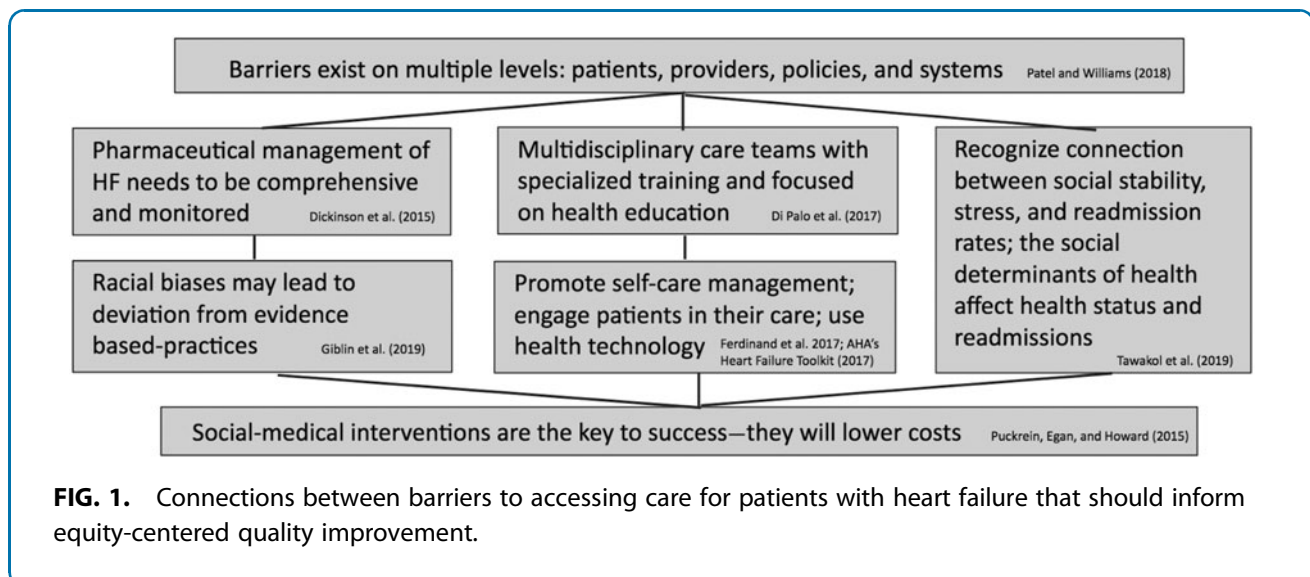 Barriers exist on multiple levels: patients, providers, policies, and systems Patel and Williams (2018)
Pharmaceutical management of
HF needs to be comprehensive
and monitored Dickinson et al. (2015)
Multidisciplinary care teams with
specialized training and focused
on health education Di Palo et al. (2017)
Recognize connection
between social stability,
stress, and readmission
rates; the social
determinants of health
affect health status and
readmissions
Tawakol et al. (2019)
Racial biases may lead to
deviation from evidence
based-practices Giblin et al. (2019)
Promote self-care management;
engage patients in their care; use
health technology Ferdinand et al. 2017; AHA's
Heart Failure Toolkit (2017)
Social-medical interventions are the key to success—they will lower costs Puckrein, Egan, and Howard (2015)
FIG. 1. Connections between barriers to accessing care for patients with heart failure that should inform
equity-centered quality improvement.